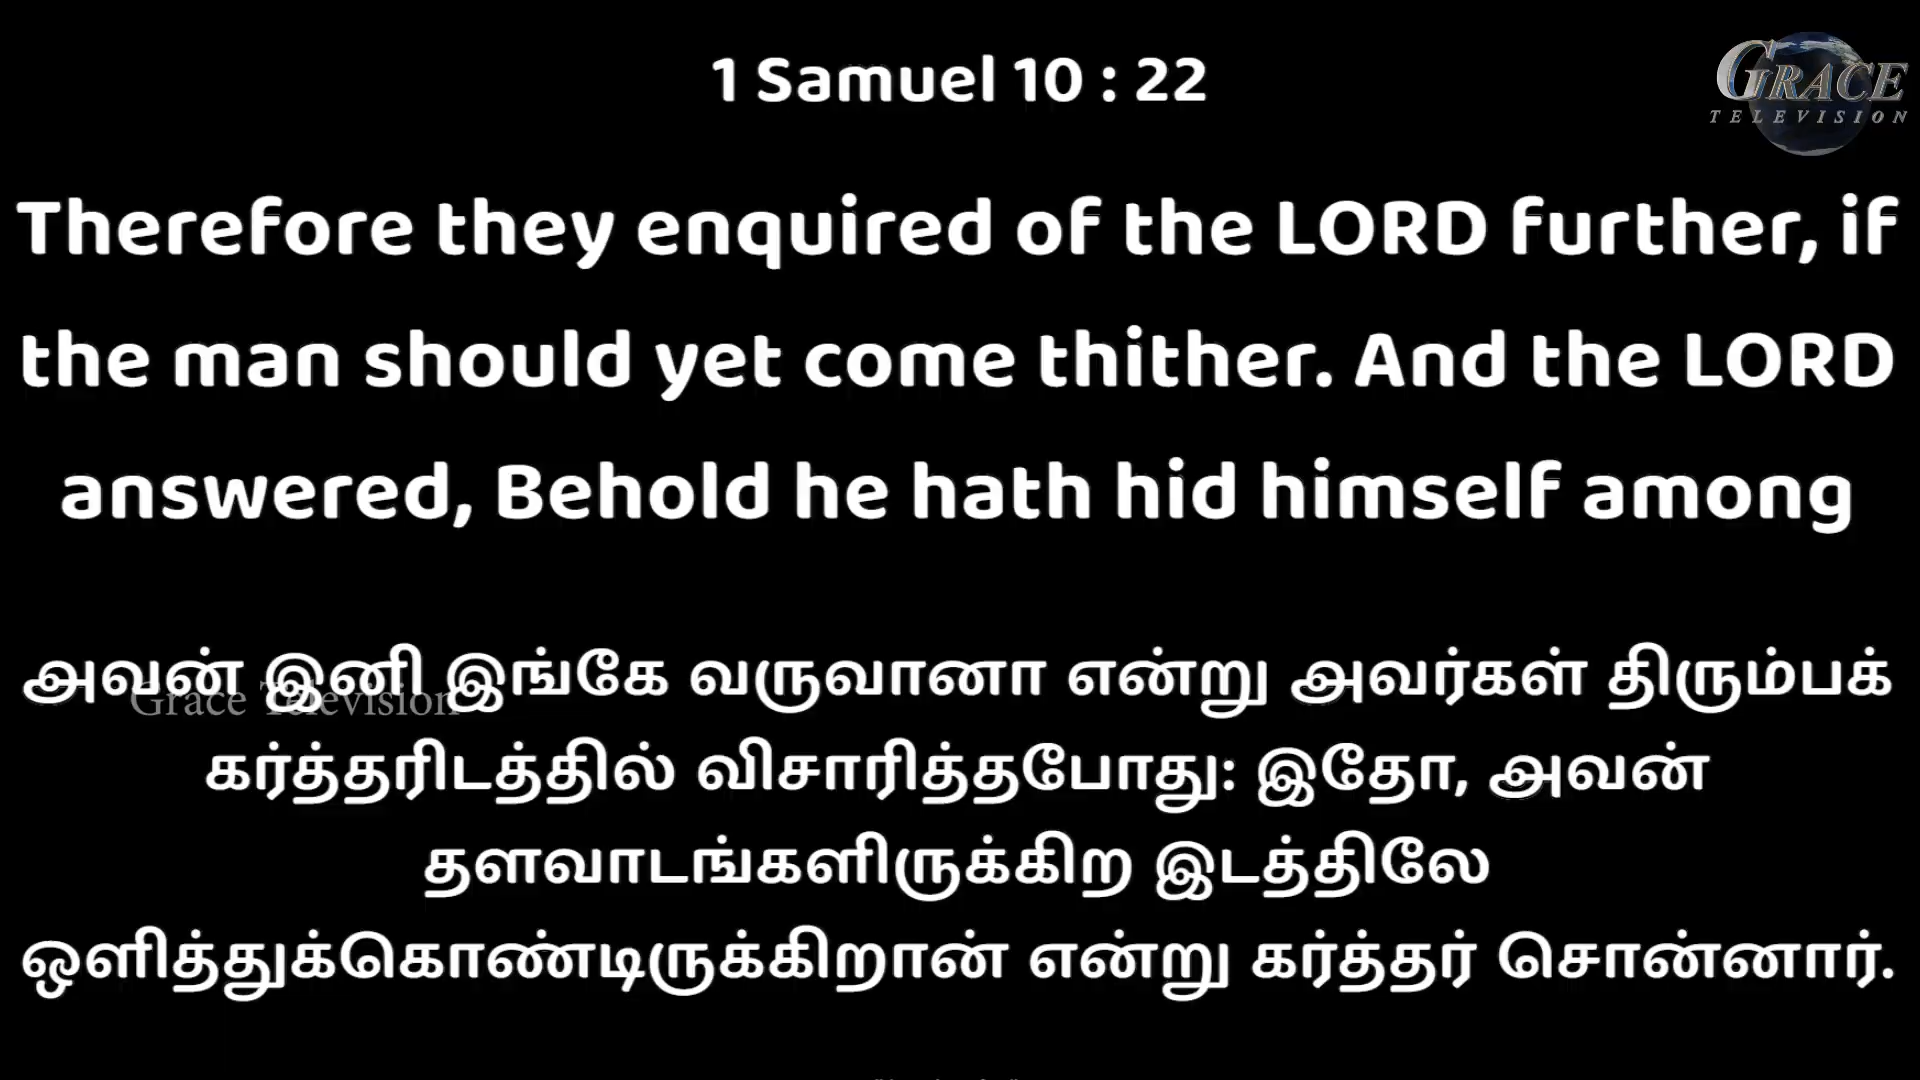 1 Samuel 10 : 22
GRACE
TELEVISION
Therefore they enquired of the LORD further, if
the man should yet come thither. And the LORD
answered, Behold he hath hid himself among
அவன் இனி இங்கே வருவானா என்று அவர்கள் திரும்பக்
Grace Television
கர்த்தரிடத்தில் விசாரித்தபோது: இதோ, அவன்
தளவாடங்களிருக்கிற இடத்திலே
ஒளித்துக்கொண்டிருக்கிறான் என்று கர்த்தர் சொன்னார்.